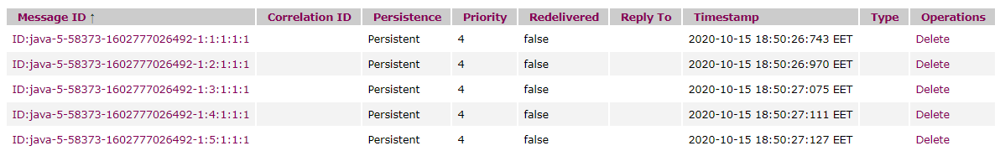 Message ID ↑ Correlation ID Persistence Priority Redelivered Reply To Timestamp Type Operations
ID:java-5-58373-1602777026492-1:1:1:1:1 Persistent 4 false 2020-10-15 18:50:26:743 EET Delete
ID:java-5-58373-1602777026492-1:2:1:1:1 Persistent 4 false 2020-10-15 18:50:26:970 EET Delete
ID:java-5-58373-1602777026492-1:3:1:1:1 Persistent 4 false 2020-10-15 18:50:27:075 EET Delete
ID:java-5-58373-1602777026492-1:4:1:1:1 Persistent 4 false 2020-10-15 18:50:27:111 EET Delete
ID:java-5-58373-1602777026492-1:5:1:1:1 Persistent 4 false 2020-10-15 18:50:27:127 EET Delete